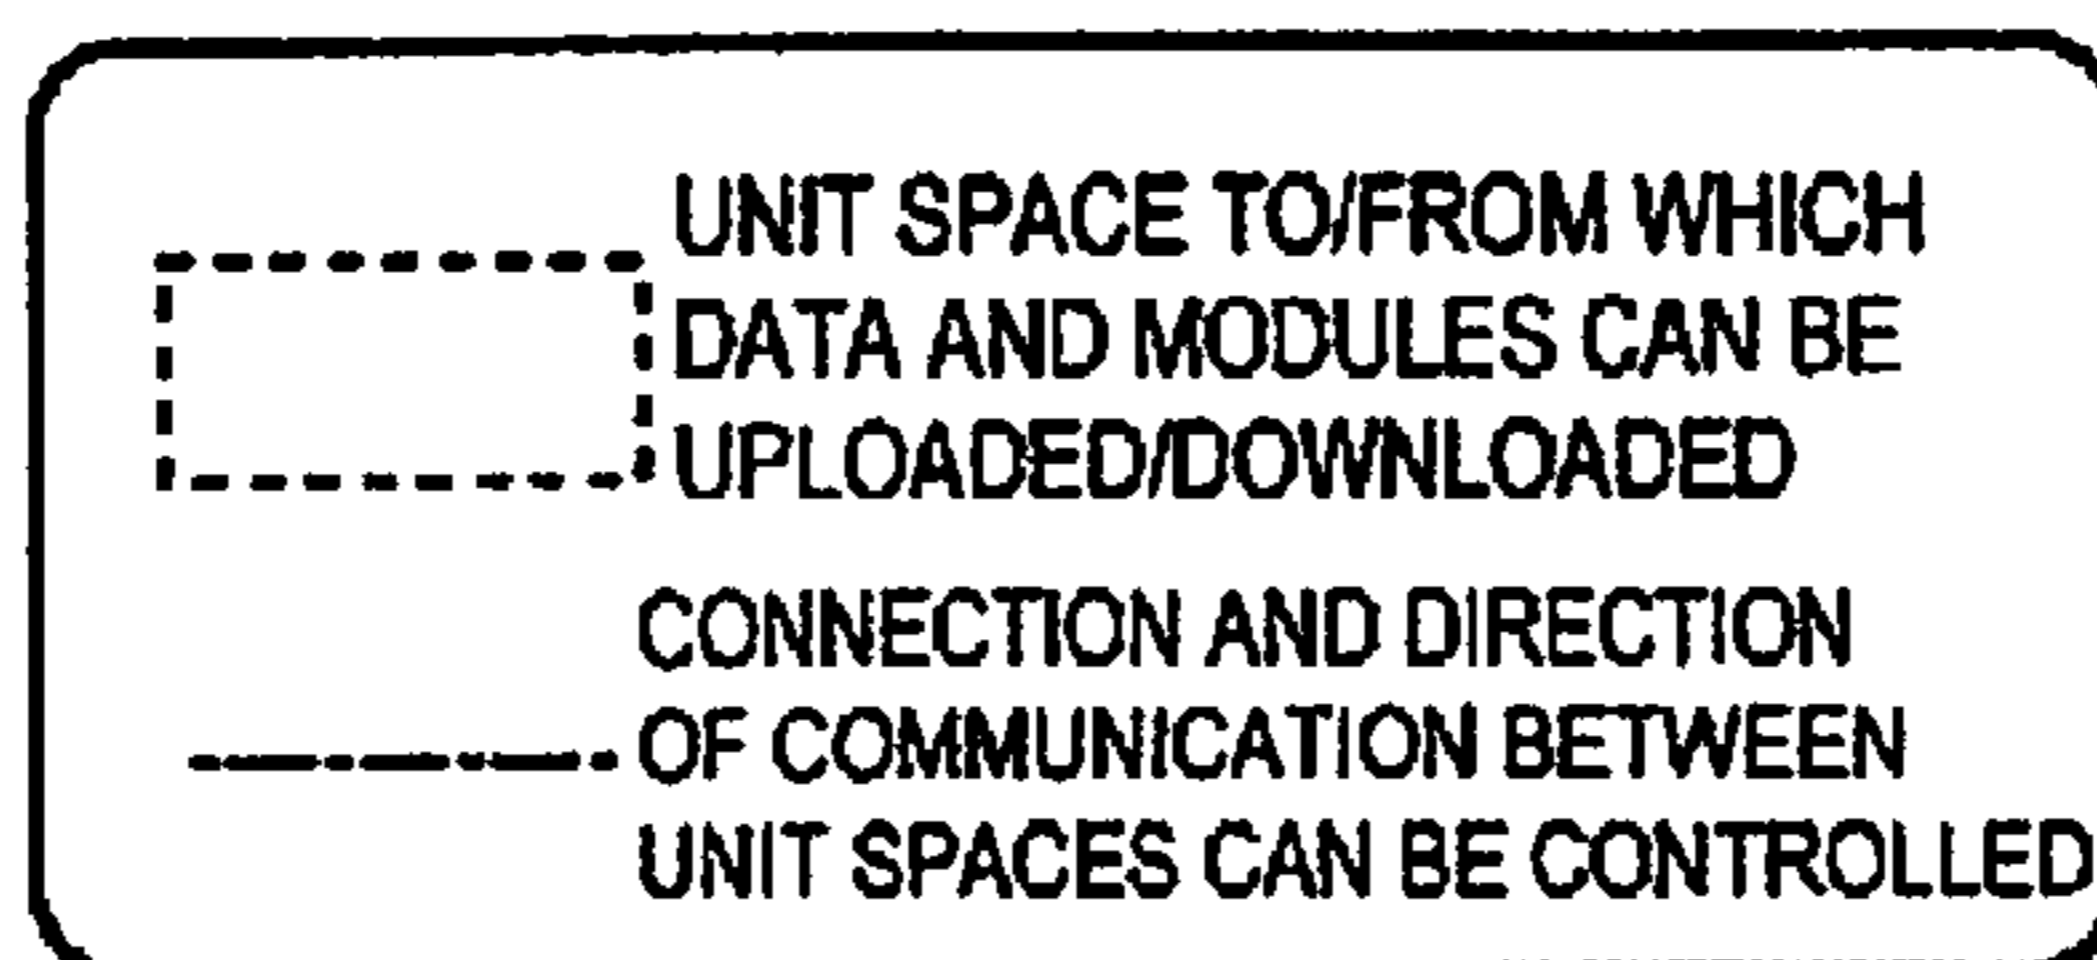 UNIT SPACE TO/FROM WHICH
DATA AND MODULES CAN BE
UPLOADED/DOWNLOADED
CONNECTION AND DIRECTION
OF COMMUNICATION BETWEEN
UNIT SPACES CAN BE CONTROLLED